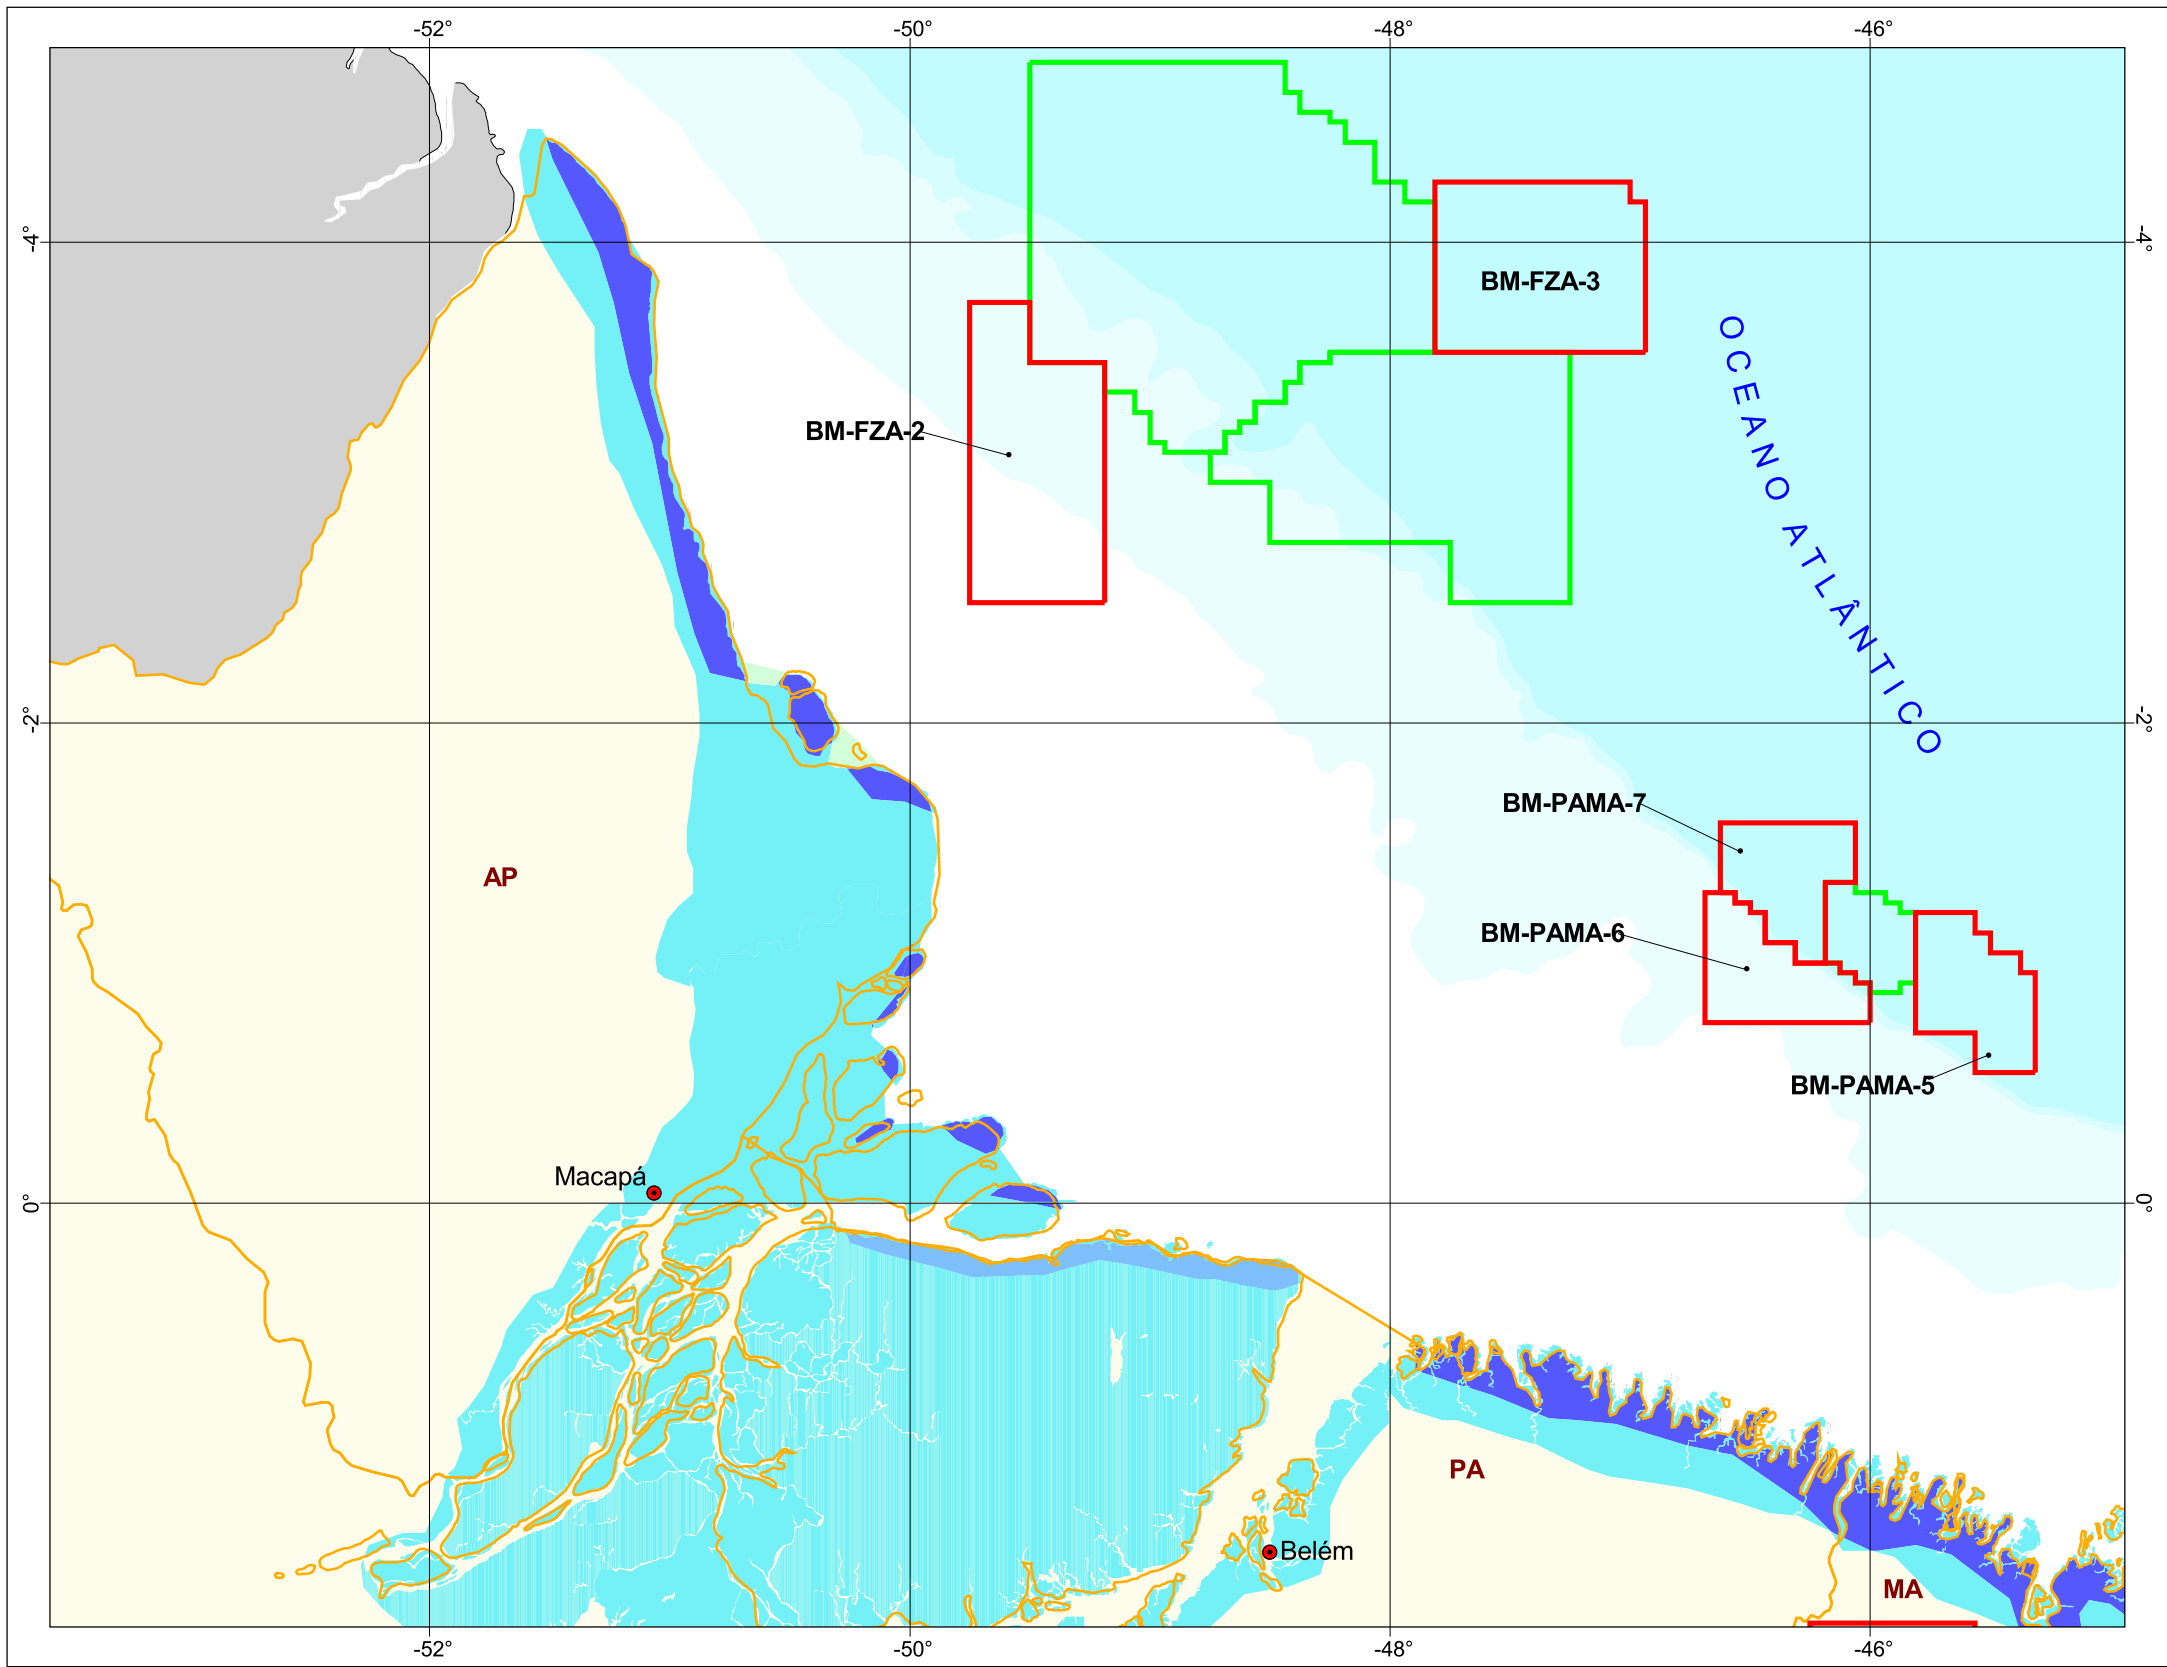 -52° -50° -48° -46°
-4° -4°
BM-FZA-3
OCEANO ATLÂNTICO
BM-FZA-2
-2° -2°
BM-PAMA-7
AP
BM-PAMA-6
BM-PAMA-5
Macapá
0° 0°
PA
Belém
MA
-52° -50° -48° -46°